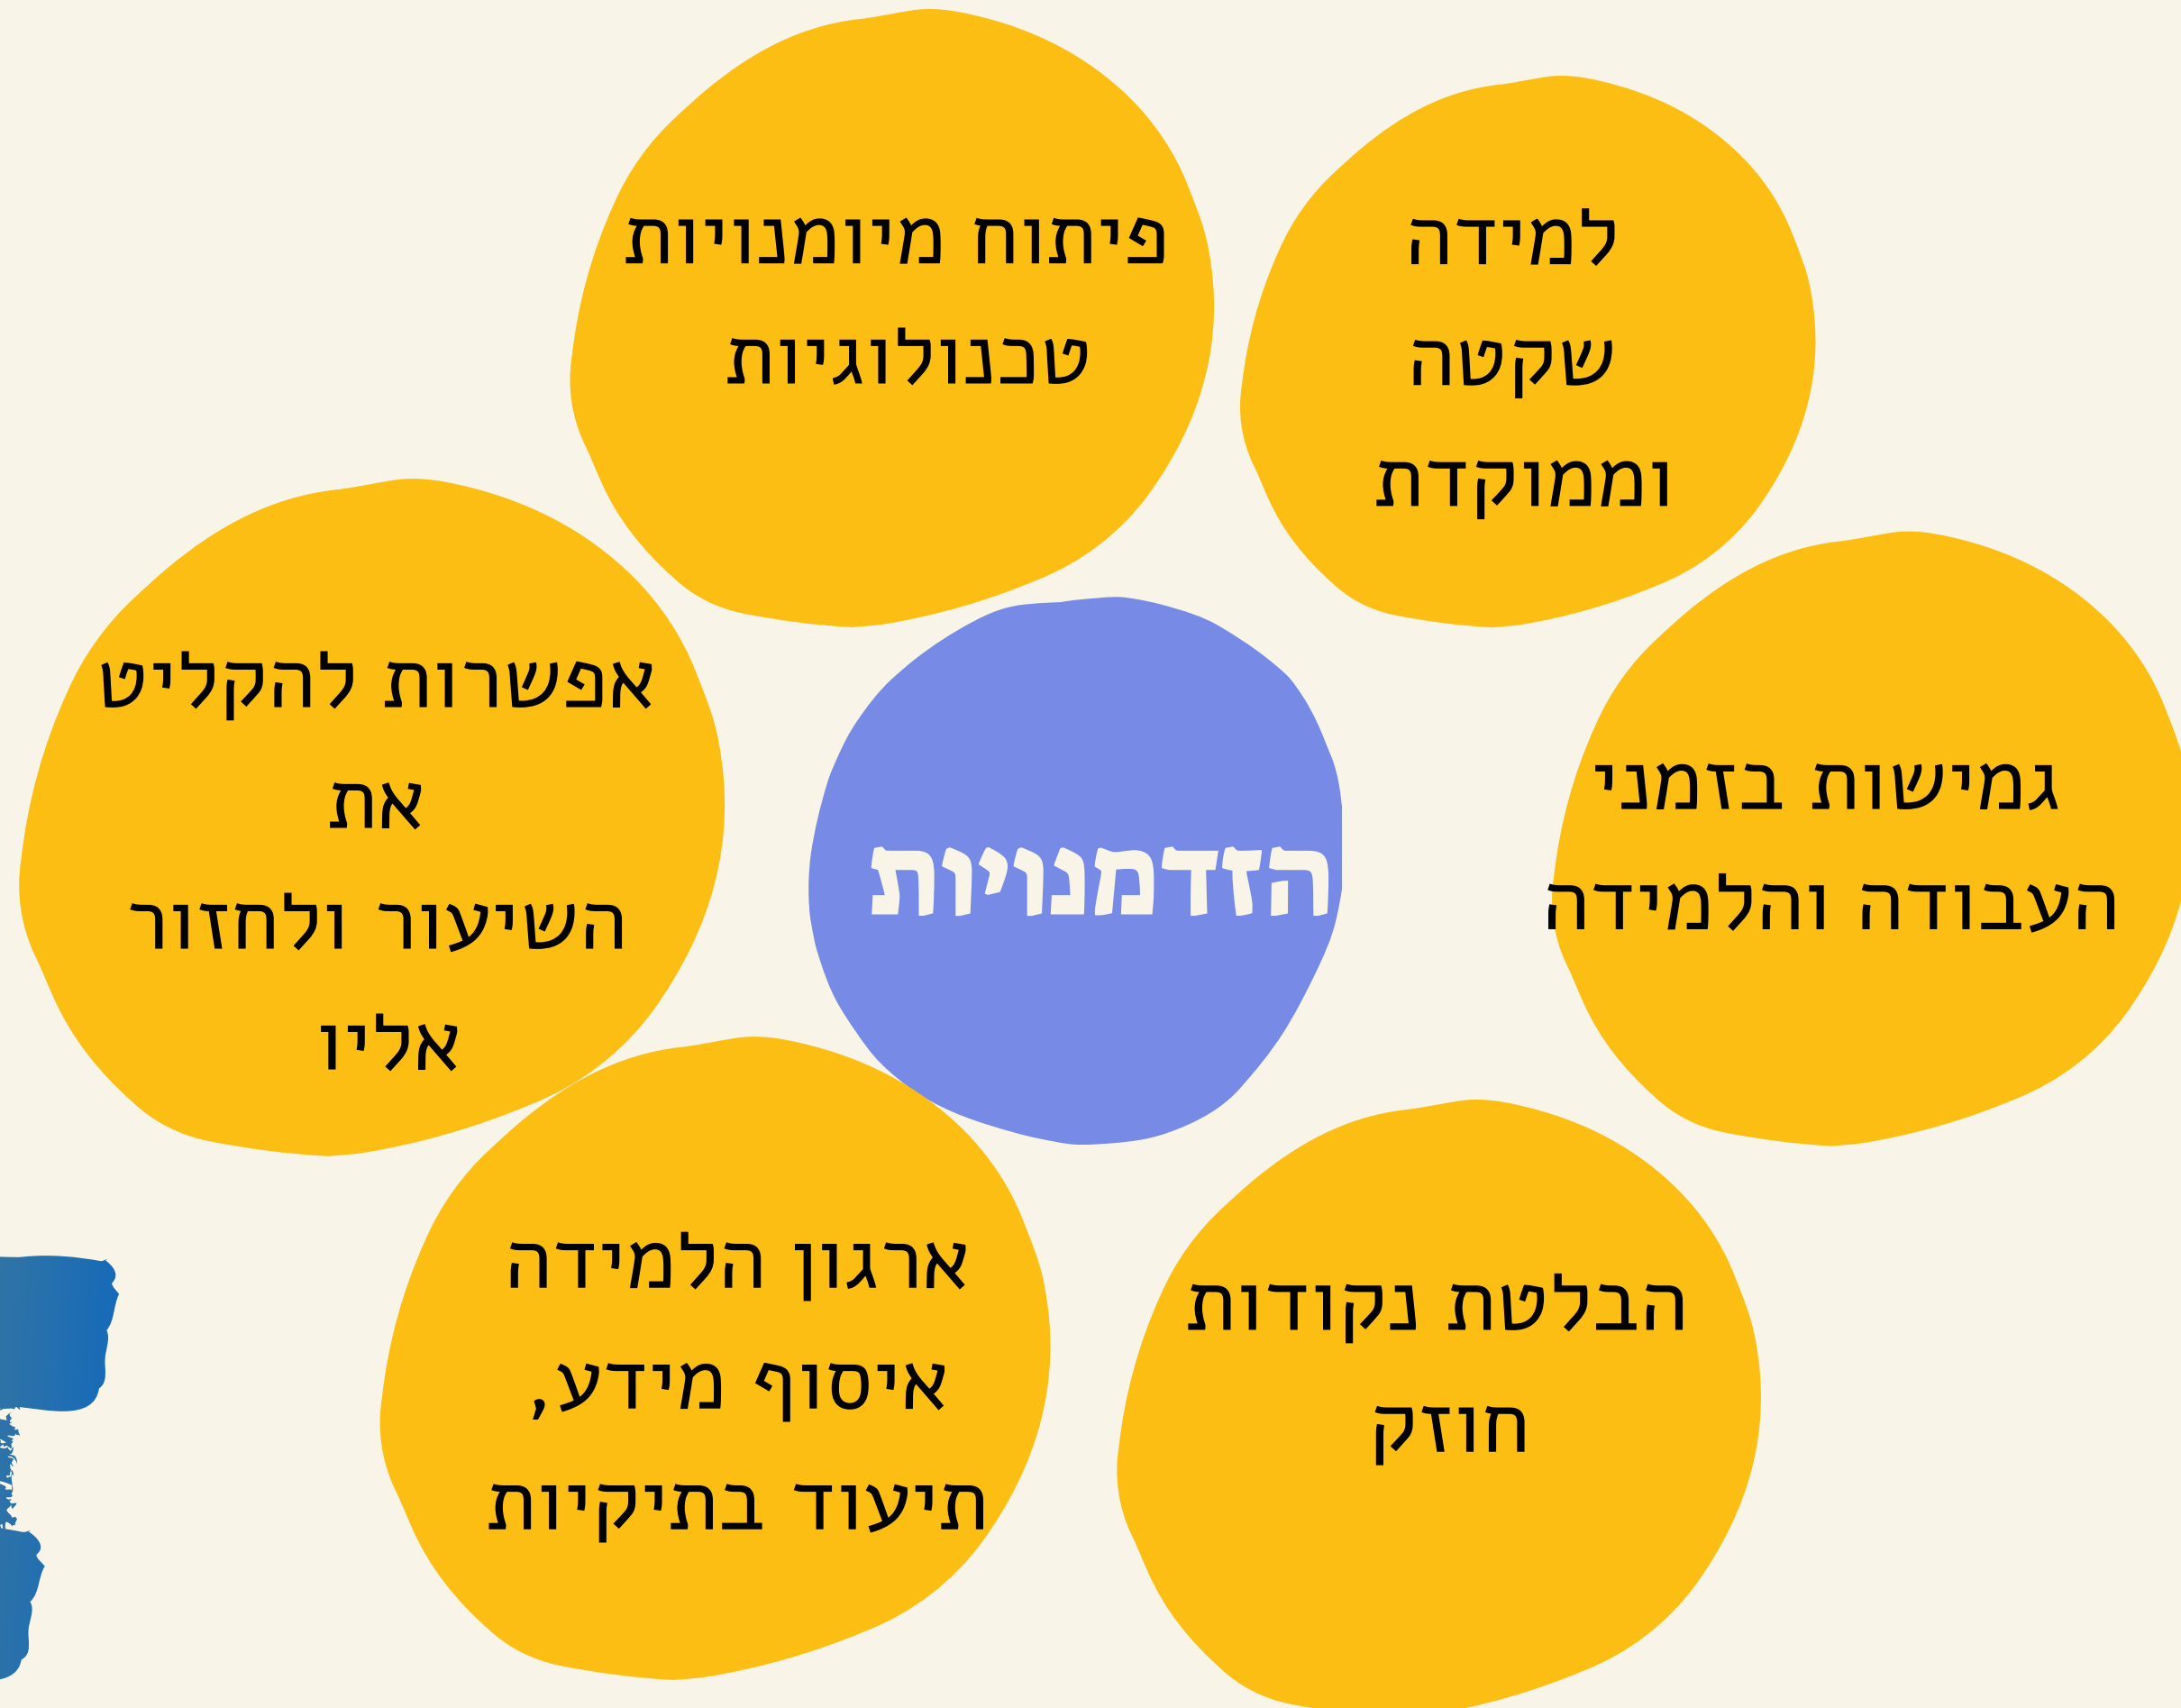 למידה
שקטה
וממוקדת
פיתוח מיומנויות
טכנולוגיות
גמישות בזמני
העבודה והלמידה
הזדמנויות
אפשרות להקליט
את
השיעור ולחזור
אליו
הבלטת נקודות
חוזק
ארגון הלמידה
איסוף מידע,
תיעוד בתיקיות